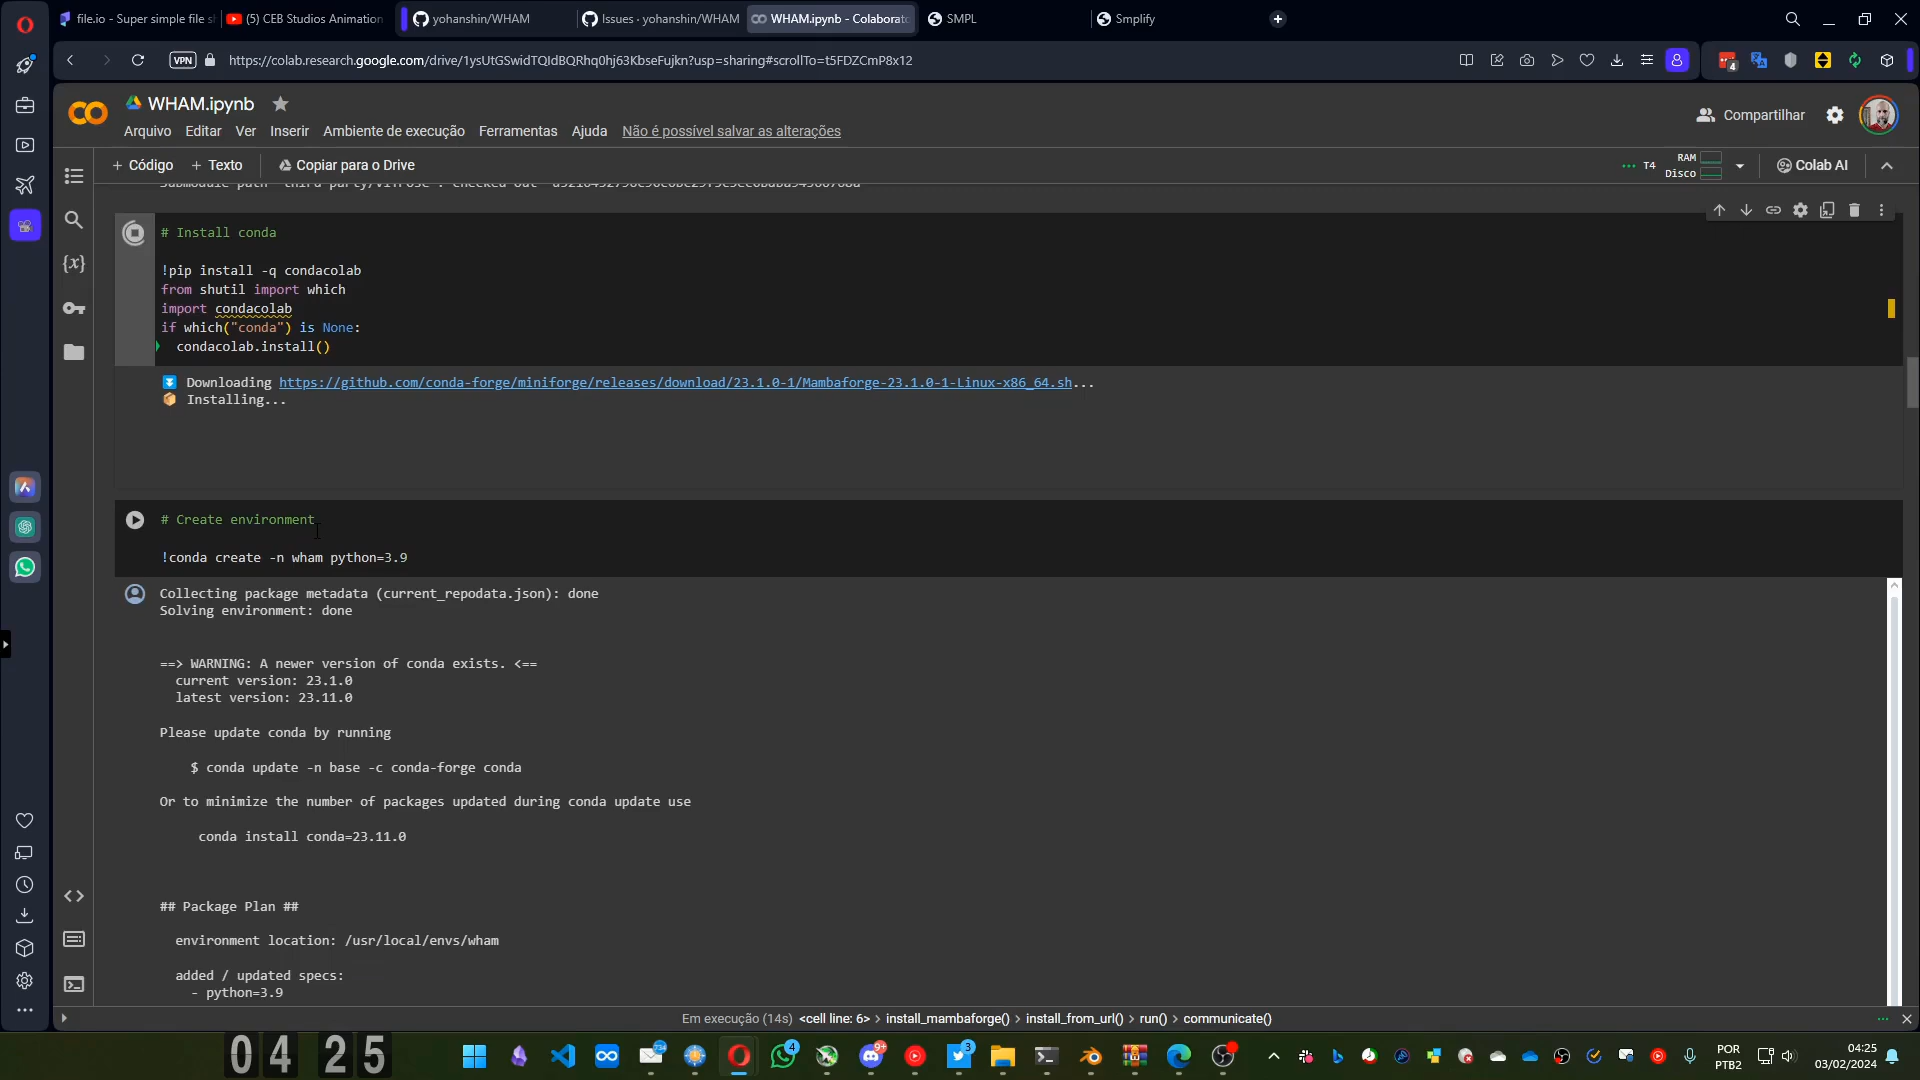 file.io - Super simple file s
(5) CEB Studios Animation
yohanshin/WHAM
Issues · yohanshin/WHAM
WHAM.ipynb - Colaborato
SMPL
Smplify
VPN
https://colab.research.google.com/drive/1ysUtGSwidTQIdBQRhq0hj63KbseFujkn?usp=sharing#scrollTo=t5FDZCmP8x12
4
WHAM.ipynb
Arquivo Editar Ver Inserir Ambiente de execução Ferramentas Ajuda Não é possível salvar as alterações
Compartilhar
+ Código + Texto Copiar para o Drive
T4 RAM
Disco
Colab AI
# Install conda
!pip install -q condacolab
from shutil import which
import condacolab
if which("conda") is None:
condacolab.install()
Downloading https://github.com/conda-forge/miniforge/releases/download/23.1.0-1/Mambaforge-23.1.0-1-Linux-x86_64.sh...
Installing...
# Create environment
!conda create -n wham python=3.9
Collecting package metadata (current_repodata.json): done
Solving environment: done
==> WARNING: A newer version of conda exists. <==
current version: 23.1.0
latest version: 23.11.0
Please update conda by running
$ conda update -n base -c conda-forge conda
Or to minimize the number of packages updated during conda update use
conda install conda=23.11.0
## Package Plan ##
environment location: /usr/local/envs/wham
added / updated specs:
- python=3.9
Em execução (14s) <cell line: 6> > install_mambaforge() > install_from_url() > run() > communicate()
04 25
4
9+
3
POR
PTB2
04:25
03/02/2024